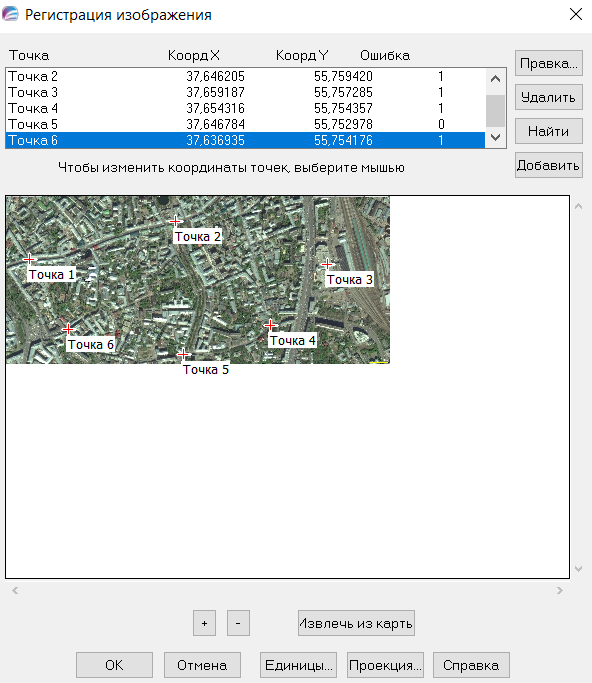 Регистрация изображения
Точка Коорд X Коорд Y Ошибка
Точка 2 37,646205 55,759420 1
Точка 3 37,659187 55,757285 1
Точка 4 37,654316 55,754357 1
Точка 5 37,646784 55,752978 0
Точка 6 37,636935 55,754176 1
Правка...
Удалить
Найти
Добавить
Чтобы изменить координаты точек, выберите мышью
Точка 2
Точка 1
Точка 3
Точка 6
Точка 4
Точка 5
+ - Извлечь из карть
OK Отмена Единицы... Проекция... Справка